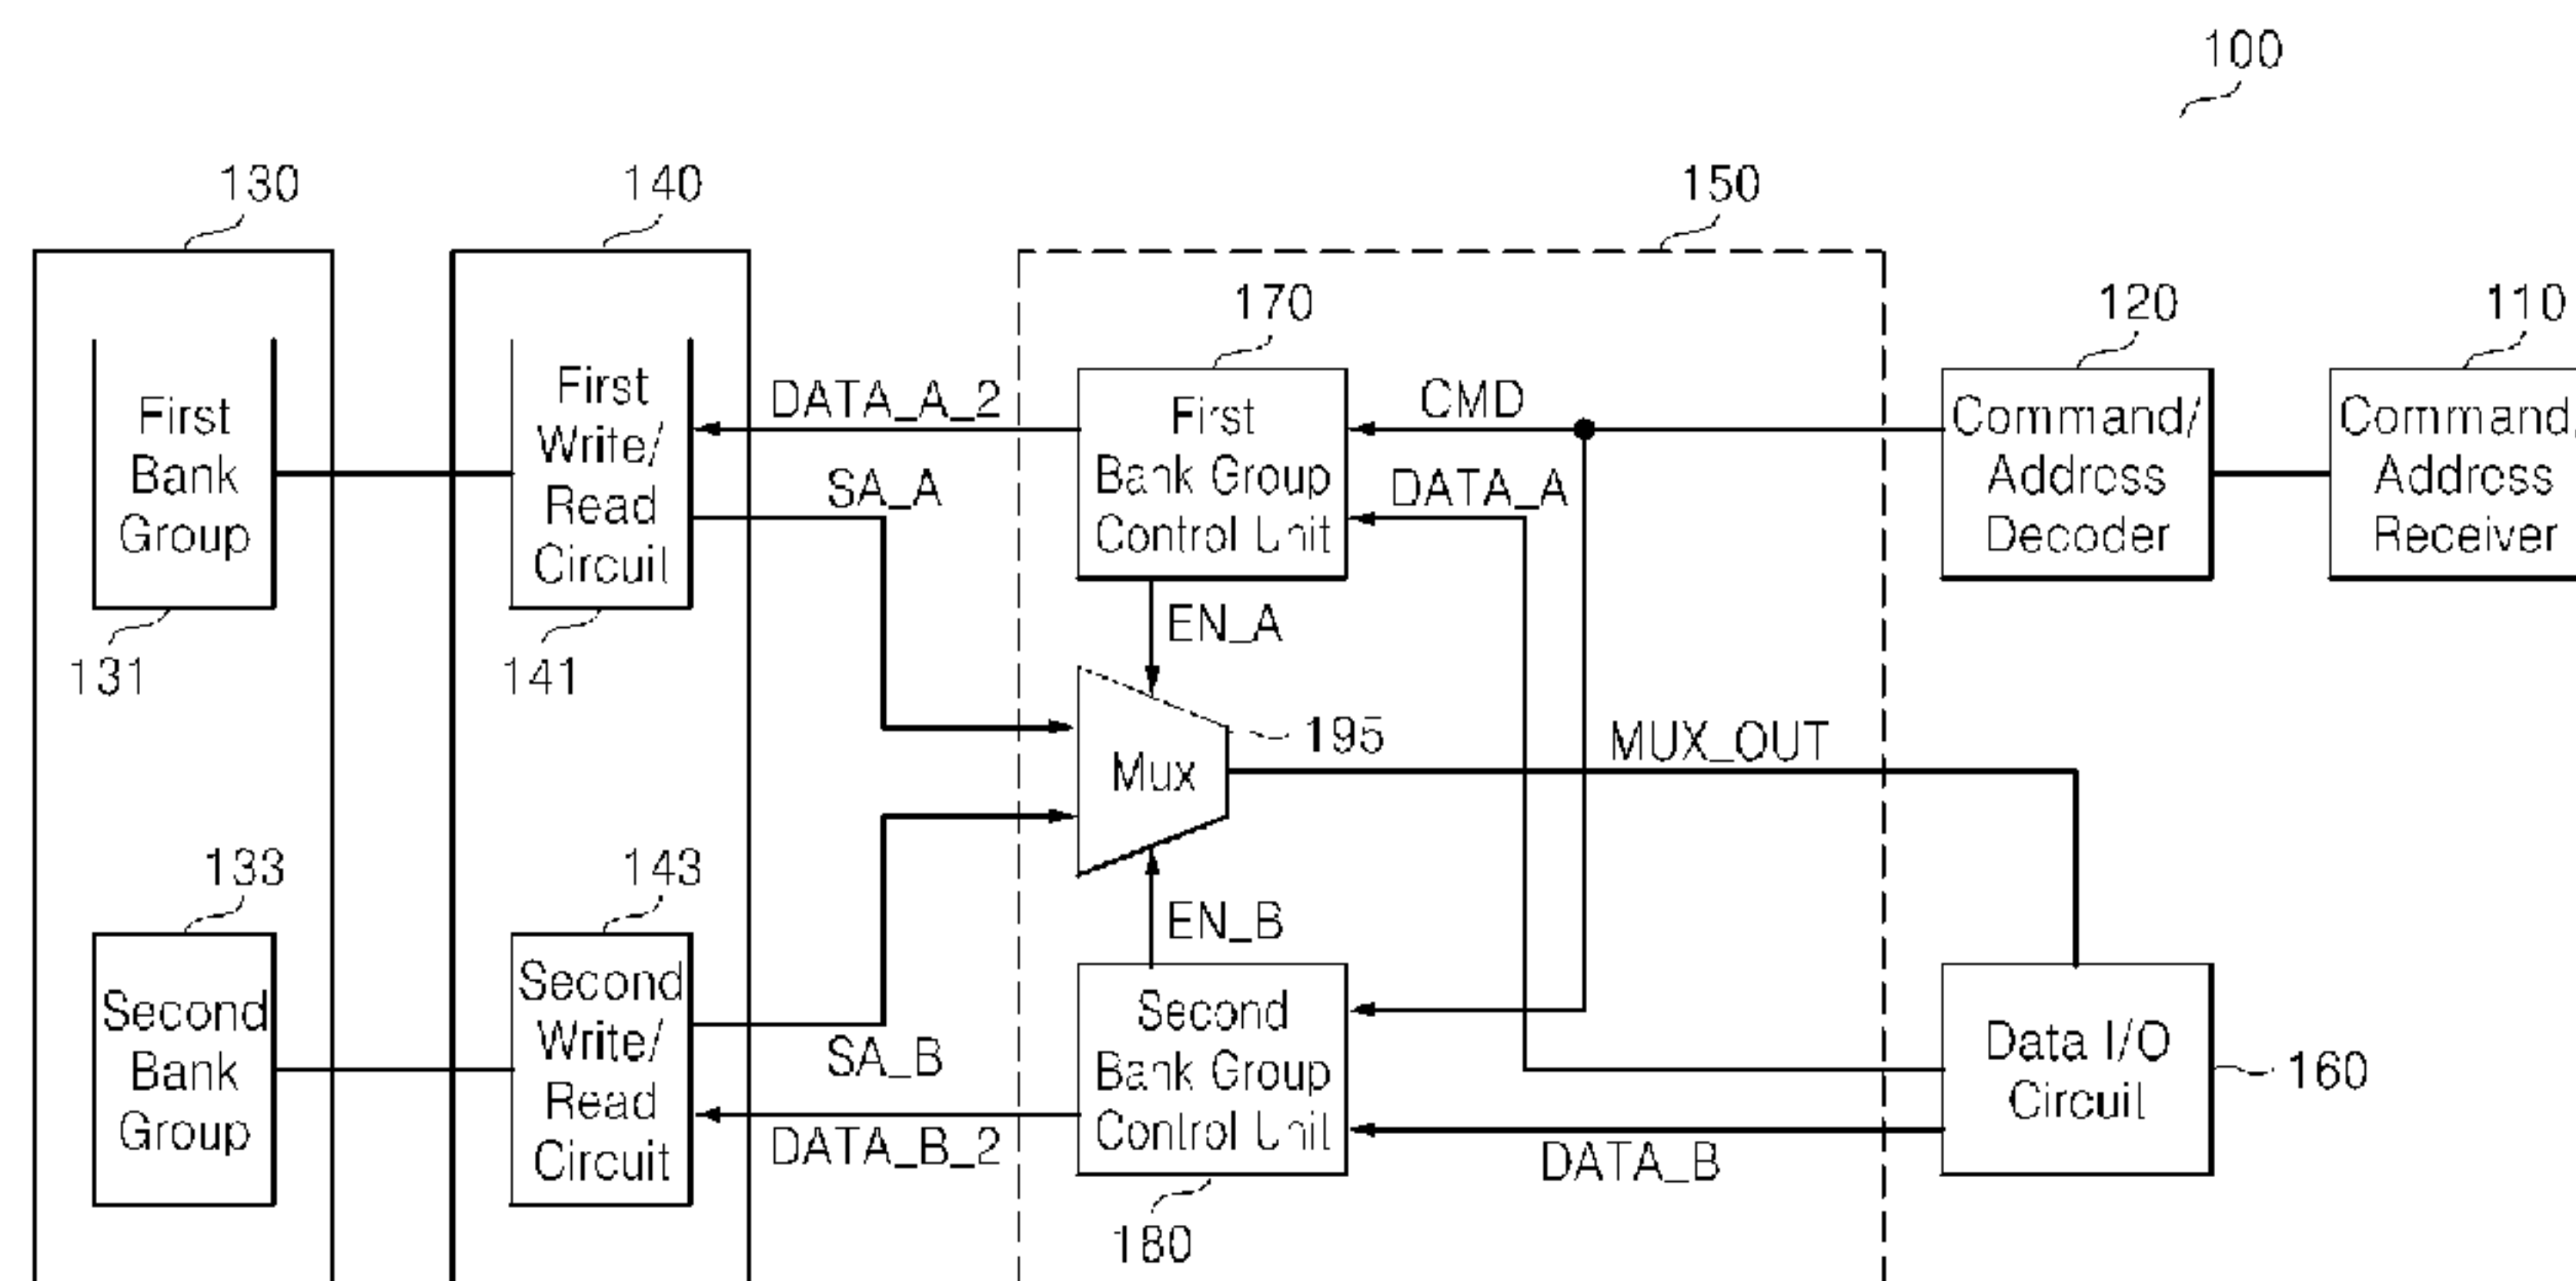 100
130
140
150
170
120
110
First
Bank
Group
131
First
Write/
Read
Circuit
141
DATA_A_2
SA_A
First
Bank Group
Control Unit
CMD
DATA_A
Command/
Address
Decoder
Command/
Address
Receiver
EN_A
Mux
195
MUX_OUT
EN_B
133
143
Second
Bank
Group
Second
Write/
Read
Circuit
SA_B
DATA_B_2
Second
Bank Group
Control Unit
180
DATA_B
Data I/O
Circuit
160